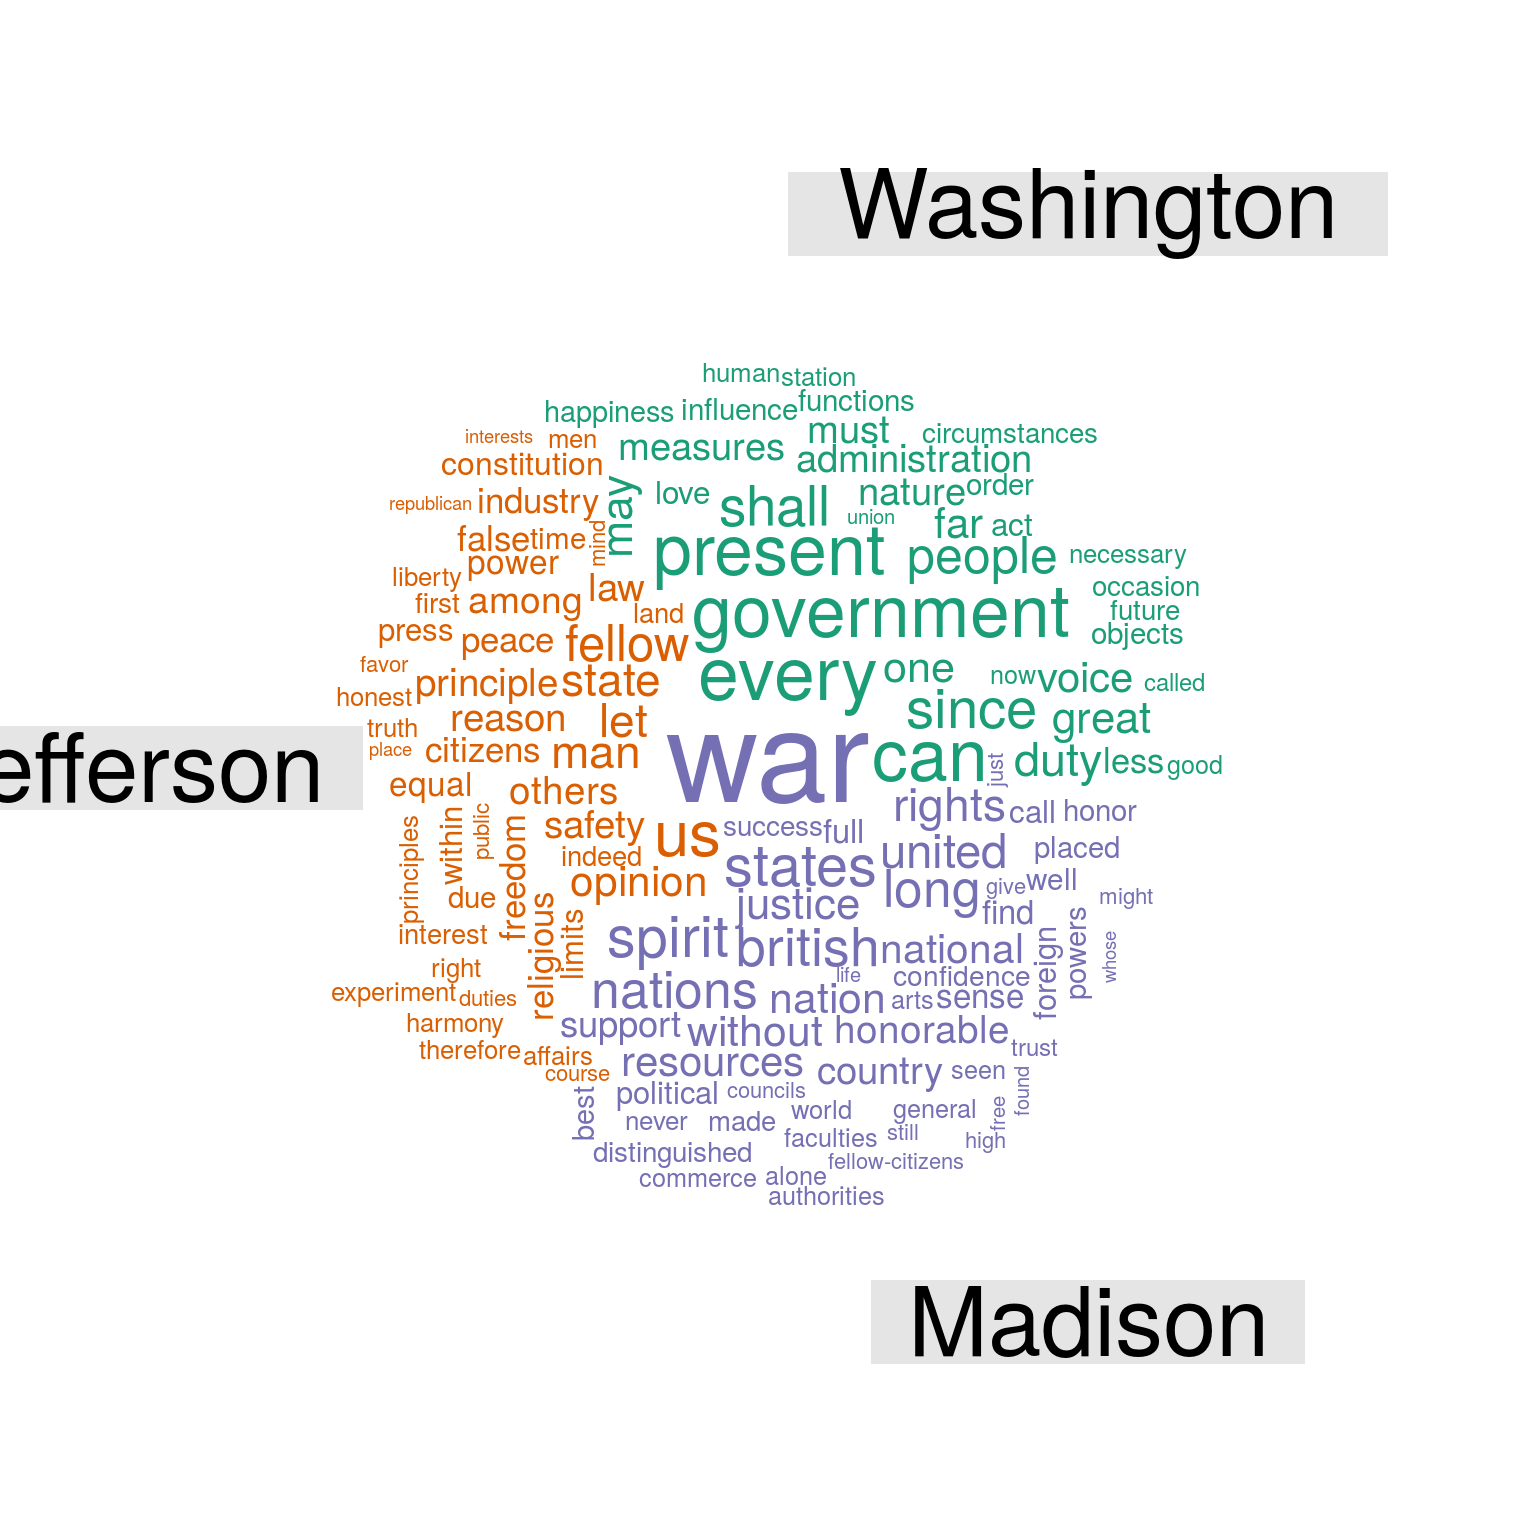 Washington
human station
happiness influence functions
interests men measures must circumstances
constitution administration
republican industry may love shall nature order
false time mind union far act
power present people necessary
liberty law occasion
first among land government future
press peace fellow objects
favor principle state every one now voice called
honest
truth reason let since great
place citizens man war can just duty less good
efferson
equal others rights call honor
principles within public freedom safety us success full united placed
indeed states
due religious opinion long give well might
interest limits justice find
spirit british national foreign powers whose
right life confidence
experiment duties nations nation arts sense
harmony support without honorable
therefore affairs resources trust
course country seen
best political councils found
never made world general free
distinguished faculties still high
commerce alone fellow-citizens
authorities
Madison